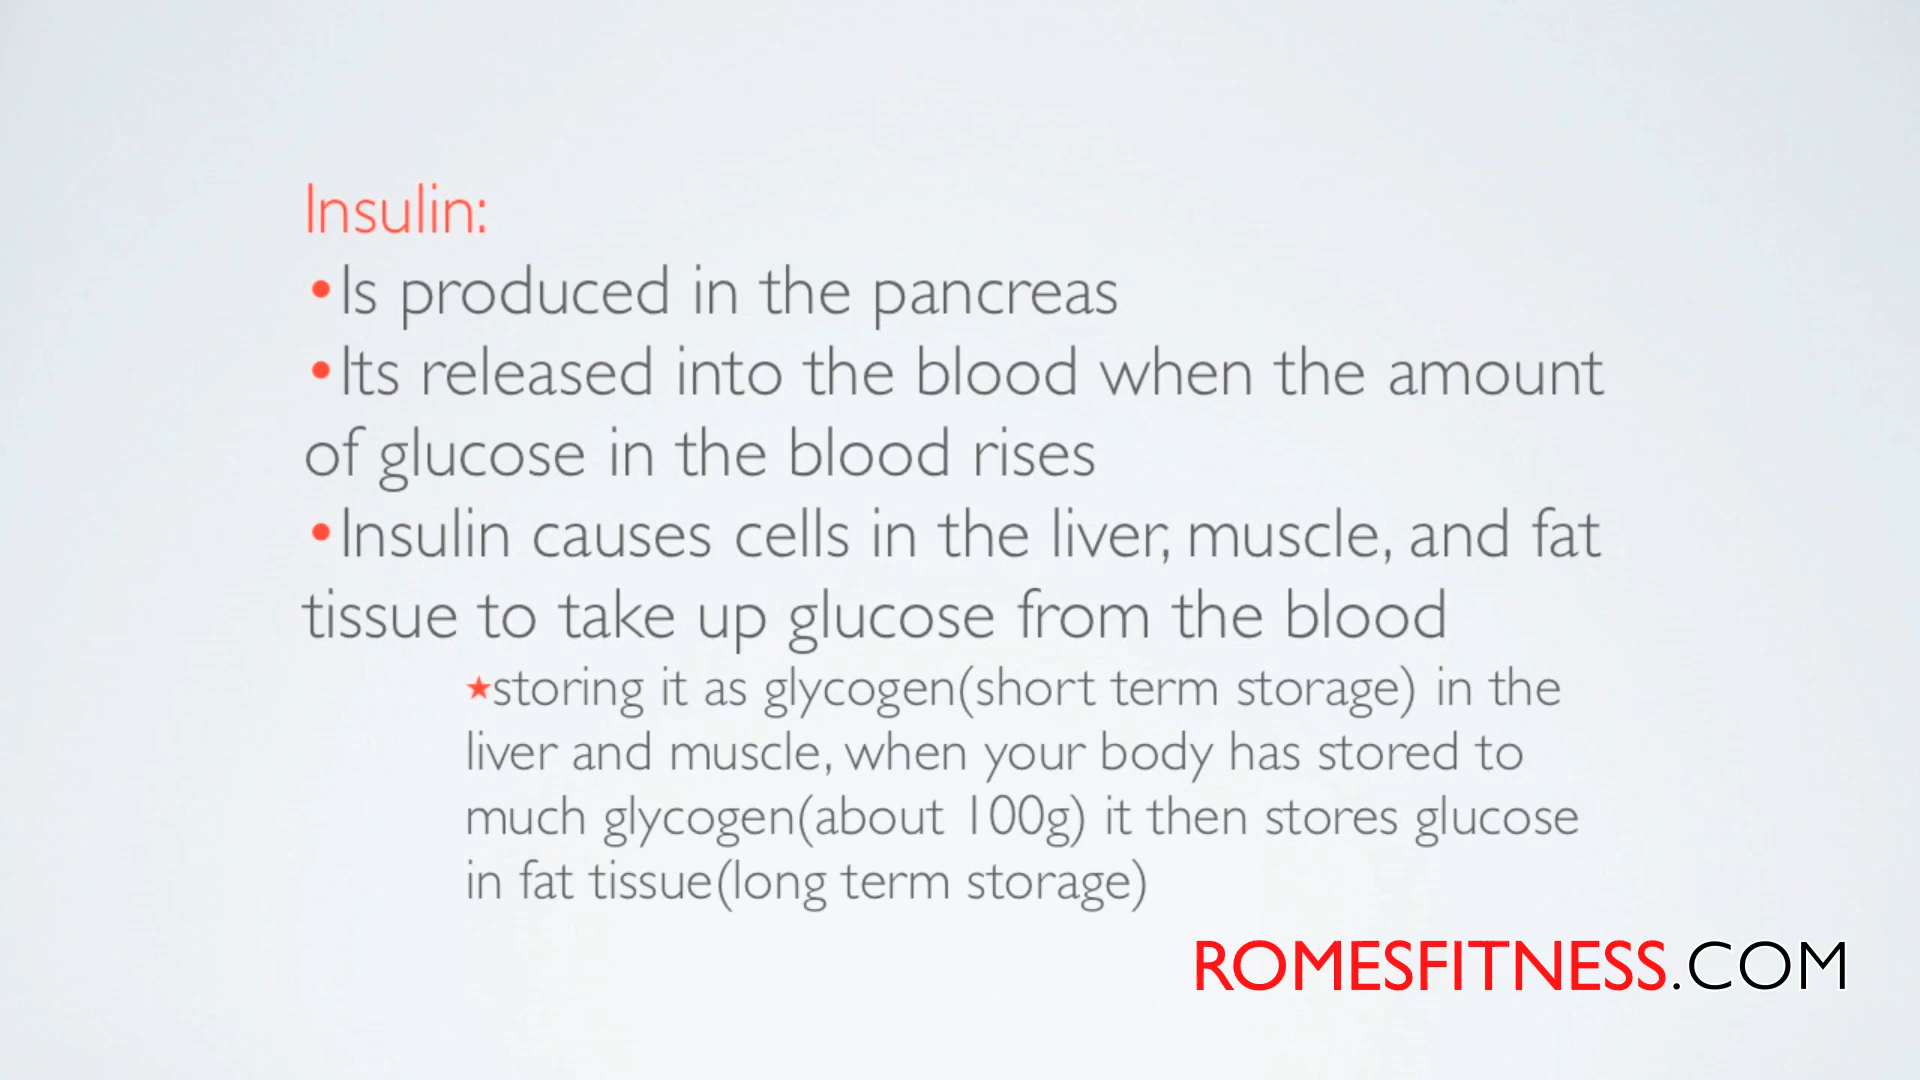 Insulin:
•Is produced in the pancreas
•Its released into the blood when the amount
of glucose in the blood rises
•Insulin causes cells in the liver, muscle, and fat
tissue to take up glucose from the blood
★storing it as glycogen(short term storage) in the
liver and muscle, when your body has stored to
much glycogen(about 100g) it then stores glucose
in fat tissue(long term storage)
ROMESFITNESS.COM